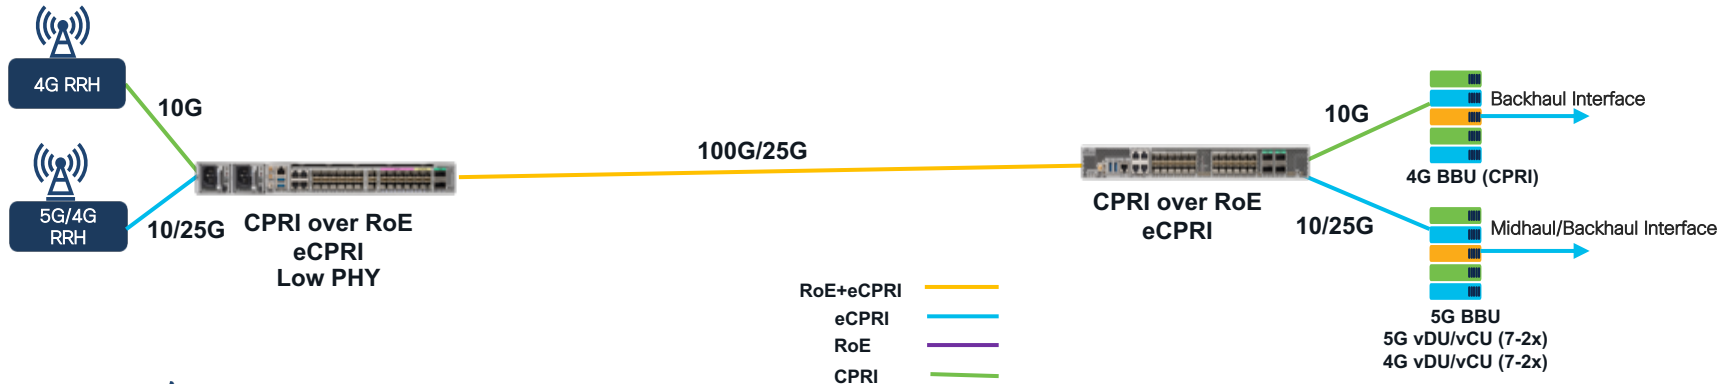 4G RRH
10G
5G/4G
RRH
10/25G
CPRI over RoE
eCPRI
Low PHY
100G/25G
CPRI over RoE
eCPRI
10G
10/25G
Backhaul Interface
4G BBU (CPRI)
Midhaul/Backhaul Interface
5G BBU
5G vDU/vCU (7-2x)
4G vDU/vCU (7-2x)
RoE+eCPRI
eCPRI
RoE
CPRI